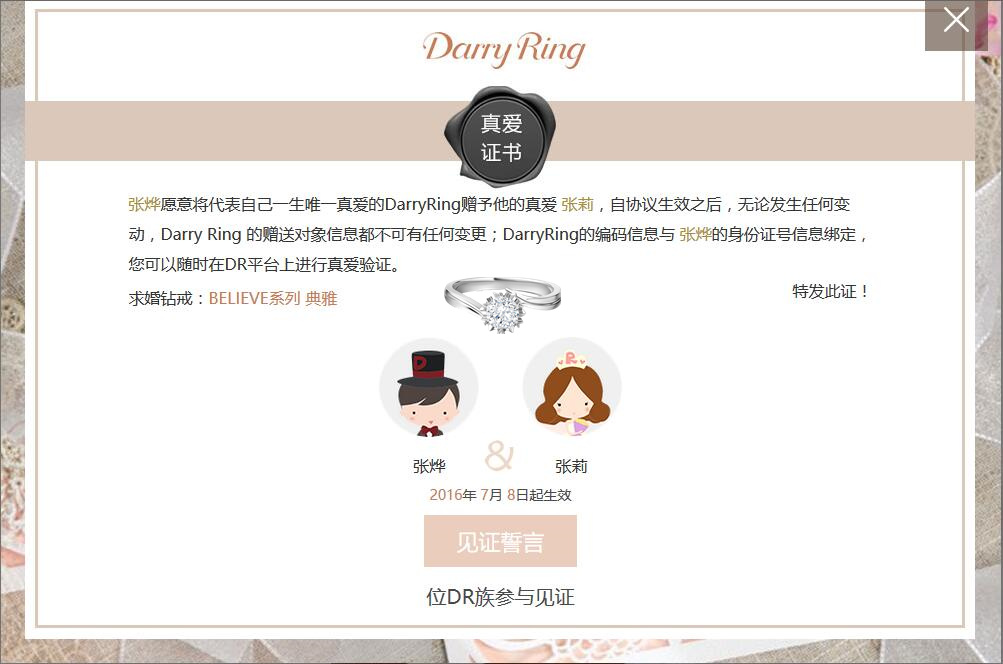 Darry Ring
真爱
证书
张烨愿意将代表自己一生唯一真爱的DarryRing赠予他的真爱 张莉，自协议生效之后，无论发生任何变
动，Darry Ring 的赠送对象信息都不可有任何变更；DarryRing的编码信息与 张烨的身份证号信息绑定，
您可以随时在DR平台上进行真爱验证。
求婚钻戒：BELIEVE系列 典雅
特发此证！
D
R
张烨
&
张莉
2016年 7月 8日起生效
见证誓言
位DR族参与见证